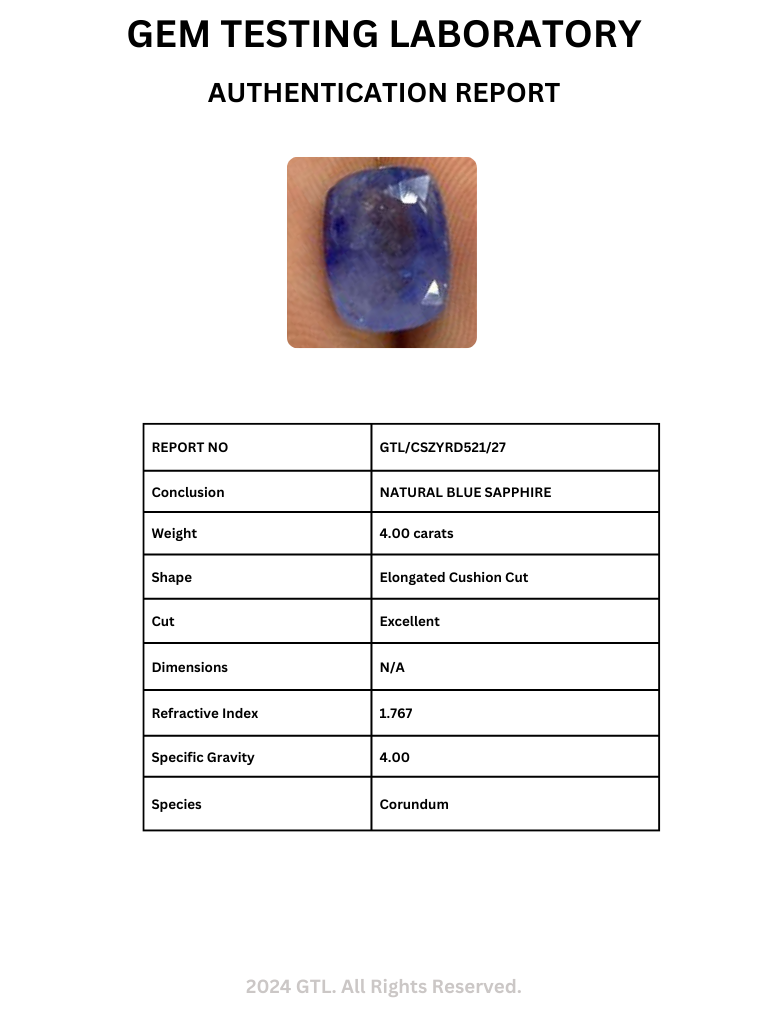 GEM TESTING LABORATORY
AUTHENTICATION REPORT
REPORT NO GTL/CSZYRD521/27
Conclusion NATURAL BLUE SAPPHIRE
Weight 4.00 carats
Shape Elongated Cushion Cut
Cut Excellent
Dimensions N/A
Refractive Index 1.767
Specific Gravity 4.00
Species Corundum
2024 GTL. All Rights Reserved.